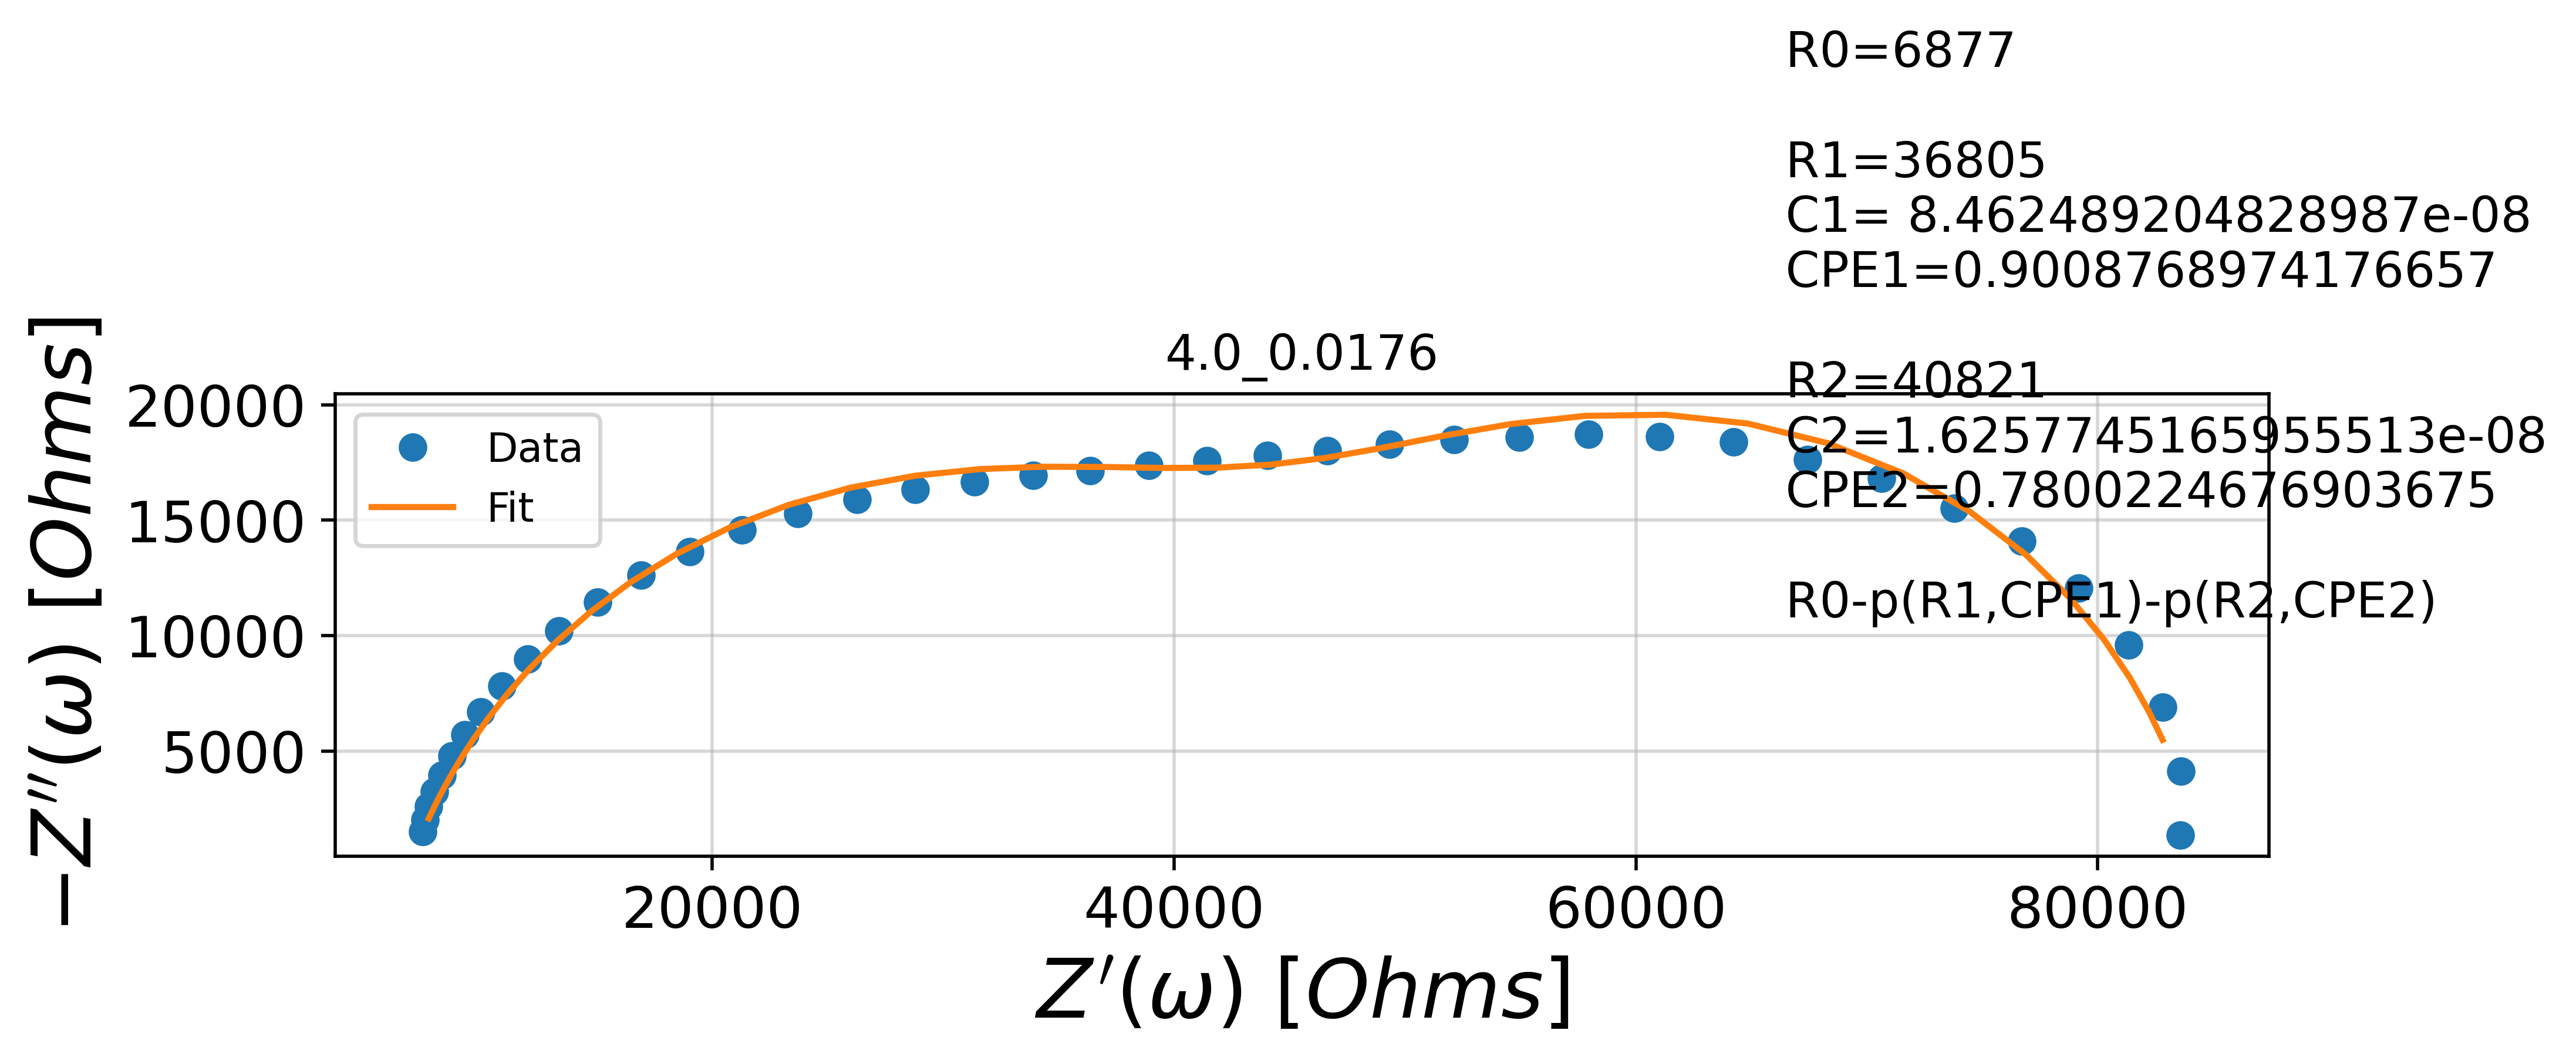 R0=6877
R1=36805
C1= 8.462489204828987e-08
CPE1=0.9008768974176657
4.0_0.0176
R2=40821
C2=1.6257745165955513e-08
CPE2=0.7800224676903675
R0-p(R1,CPE1)-p(R2,CPE2)
Data
Fit
20000
15000
10000
5000
−Z′′(ω) [Ohms]
20000
40000
60000
80000
Z′(ω) [Ohms]